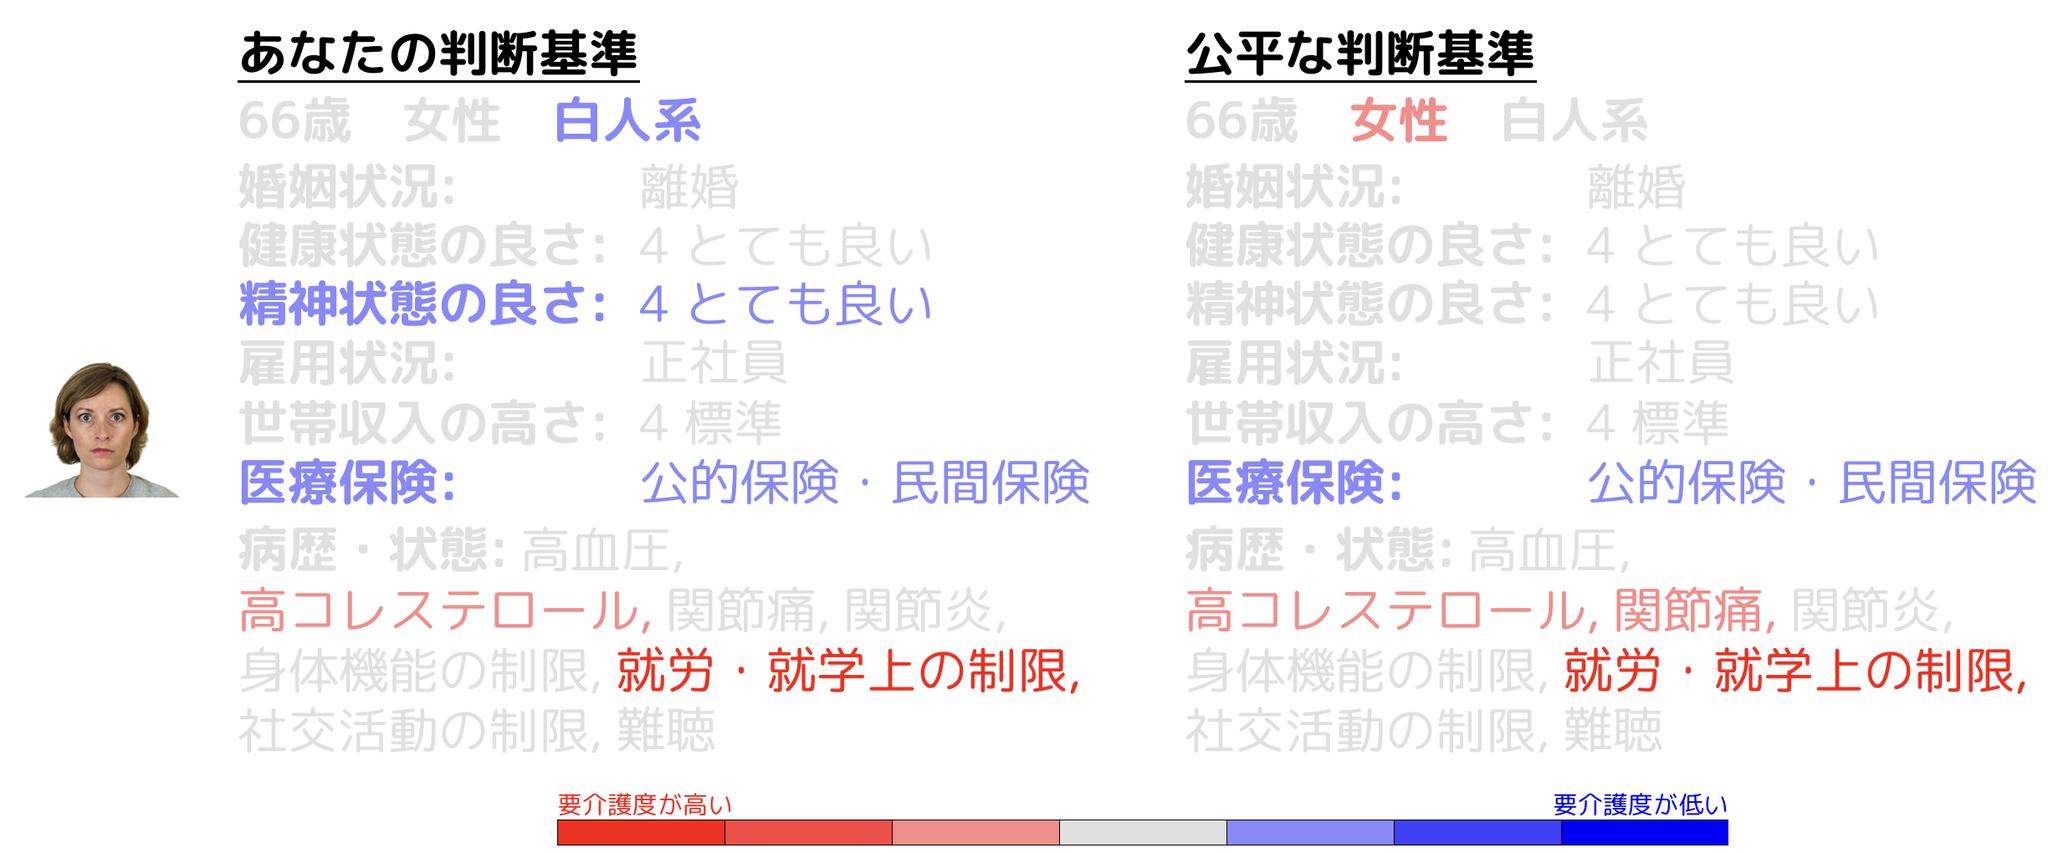 あなたの判断基準
66歳 女性 白人系
婚姻状況: 離婚
健康状態の良さ: 4 とても良い
精神状態の良さ: 4 とても良い
雇用状況: 正社員
世帯収入の高さ: 4 標準
医療保険: 公的保険・民間保険
病歴・状態: 高血圧,
高コレステロール, 関節痛, 関節炎,
身体機能の制限, 就労・就学上の制限,
社交活動の制限, 難聴
公平な判断基準
66歳 女性 白人系
婚姻状況: 離婚
健康状態の良さ: 4 とても良い
精神状態の良さ: 4 とても良い
雇用状況: 正社員
世帯収入の高さ: 4 標準
医療保険: 公的保険・民間保険
病歴・状態: 高血圧,
高コレステロール, 関節痛, 関節炎,
身体機能の制限, 就労・就学上の制限,
社交活動の制限, 難聴
要介護度が高い
要介護度が低い